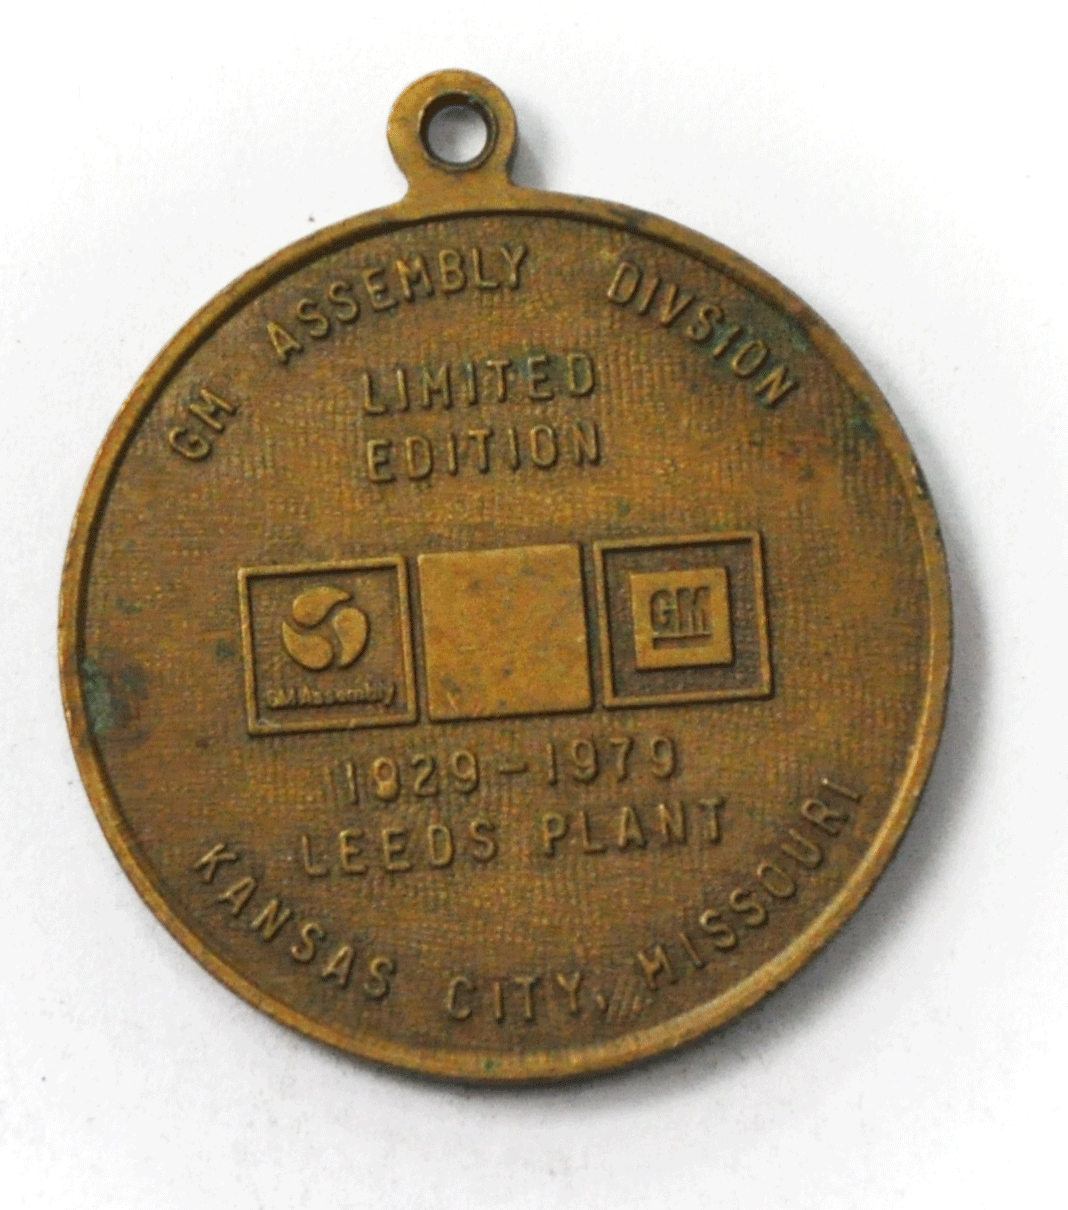 GM ASSEMBLY DIVSION
LIMITED
EDITION
GM Assembly
GM
1929-1979
LEEDS PLANT
KANSAS CITY, MISSOURI